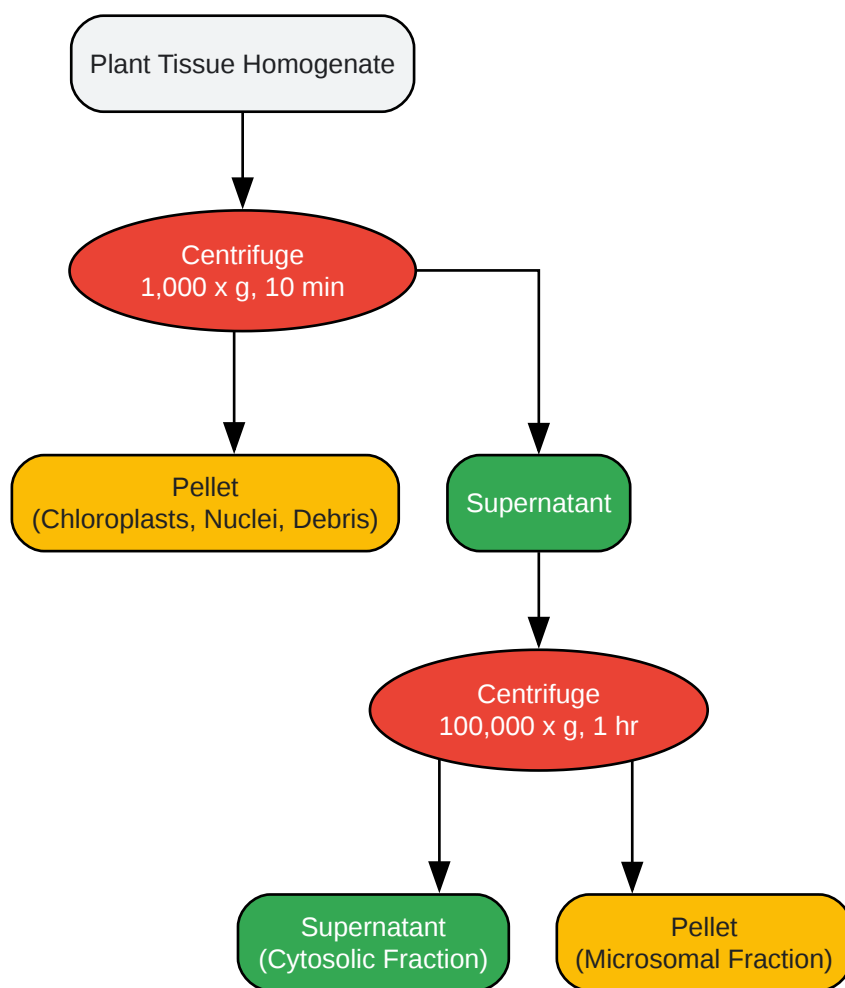 Plant Tissue Homogenate
Centrifuge
1,000 x g, 10 min
Pellet
(Chloroplasts, Nuclei, Debris)
Supernatant
Centrifuge
100,000 x g, 1 hr
Supernatant
(Cytosolic Fraction)
Pellet
(Microsomal Fraction)